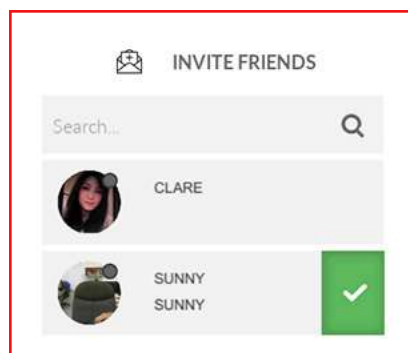 INVITE FRIENDS
Search...
CLARE
SUNNY
SUNNY